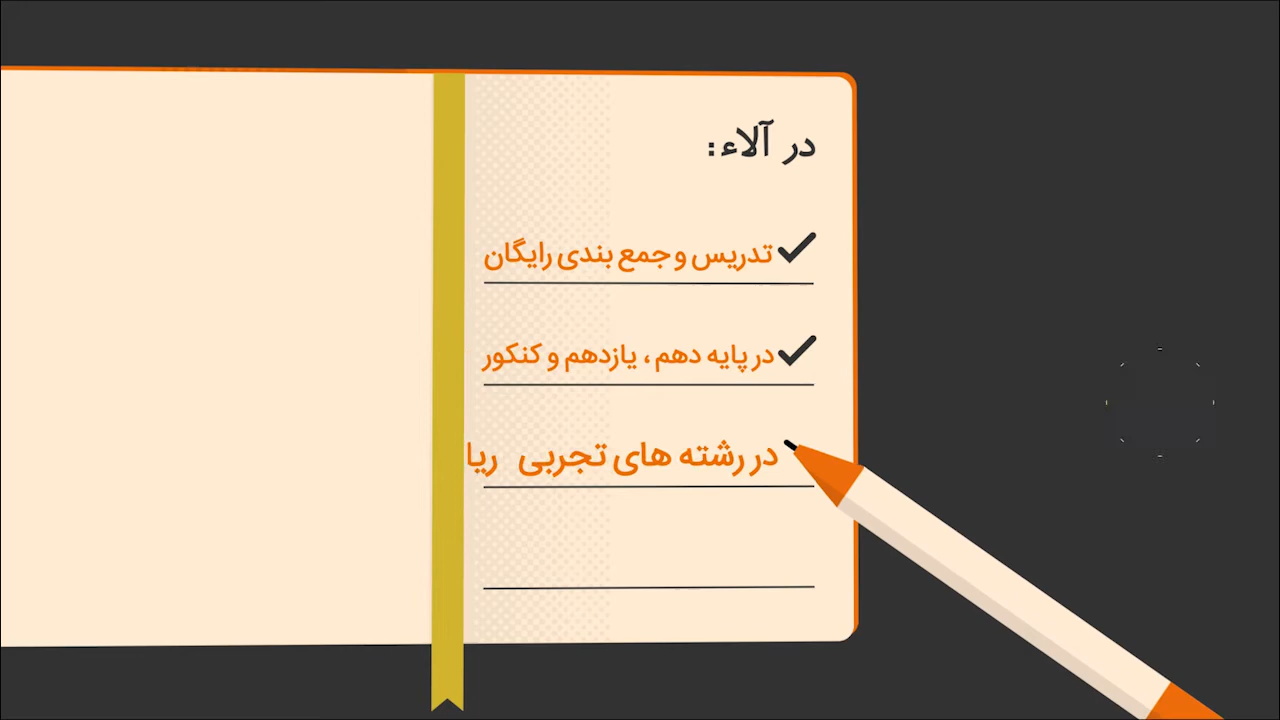 در آلاء:
تدریس و جمع بندی رایگان
در پایه دهم ، یازدهم و کنکور
در رشته های تجربی ریا